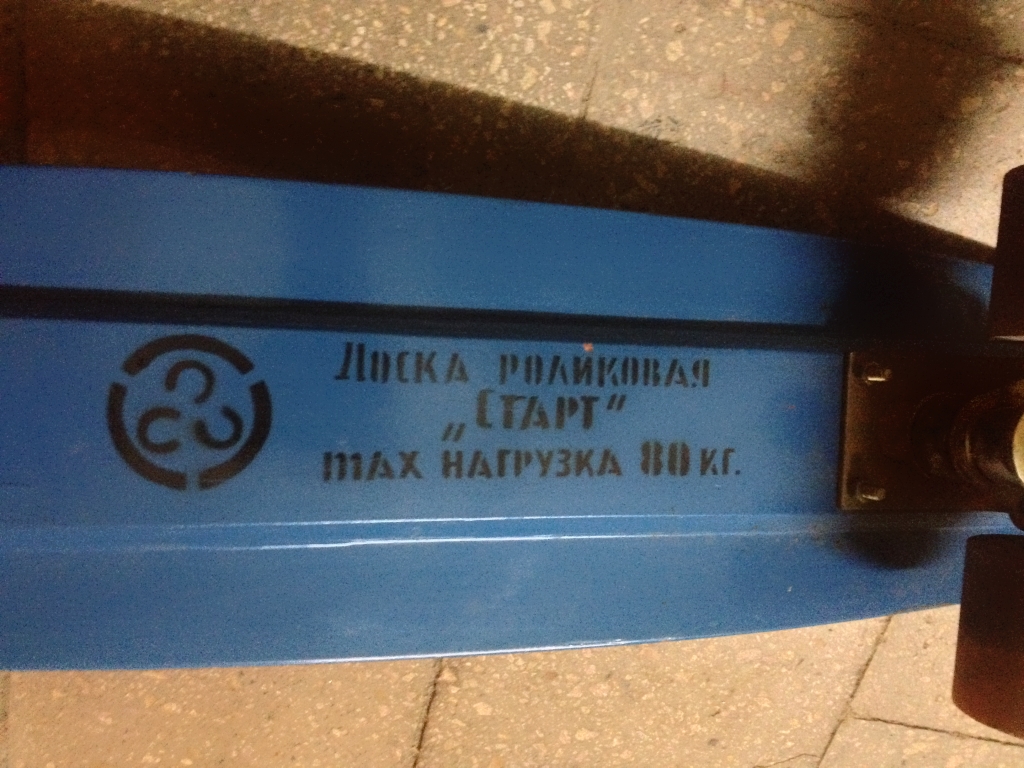 Доска роликовая
„Старт“
max нагрузка 80 кг.